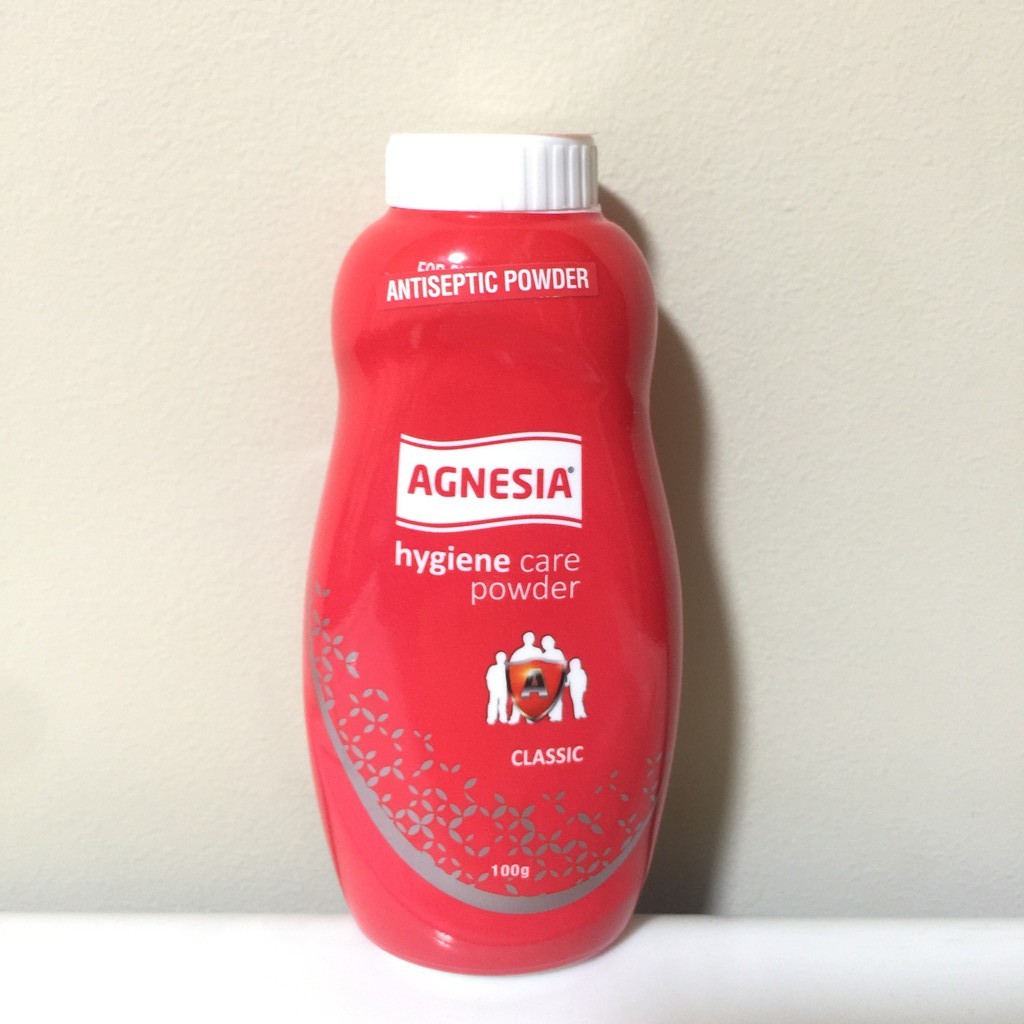 ANTISEPTIC POWDER
AGNESIA®
hygiene care
powder
A
CLASSIC
100g